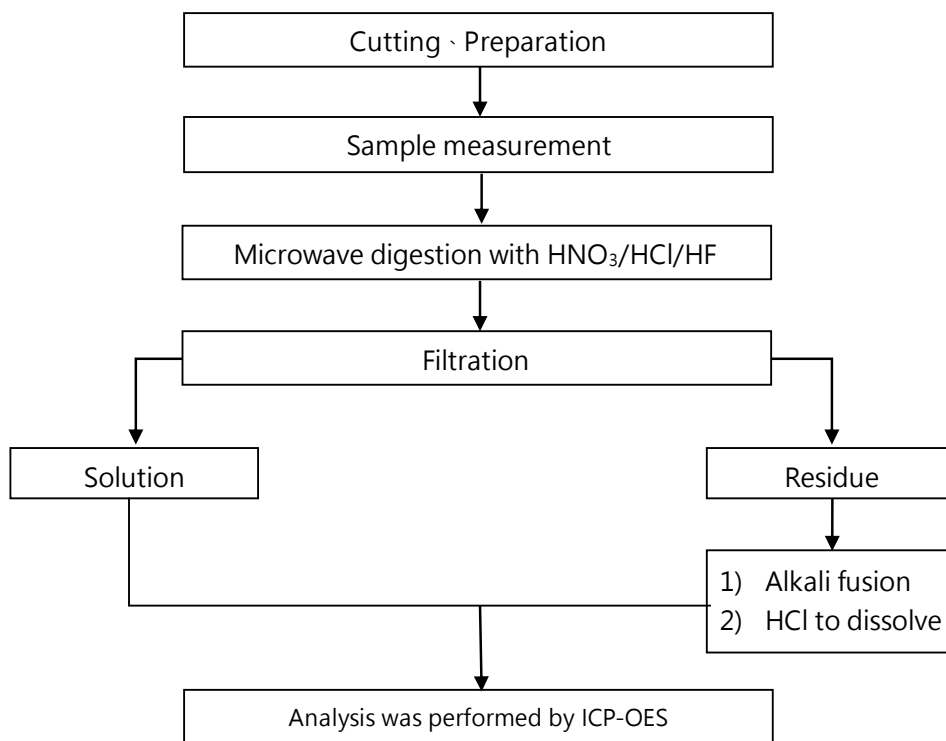 Cutting、Preparation
Sample measurement
Microwave digestion with HNO₃/HCl/HF
Filtration
Solution
Residue
1) Alkali fusion
2) HCl to dissolve
Analysis was performed by ICP-OES